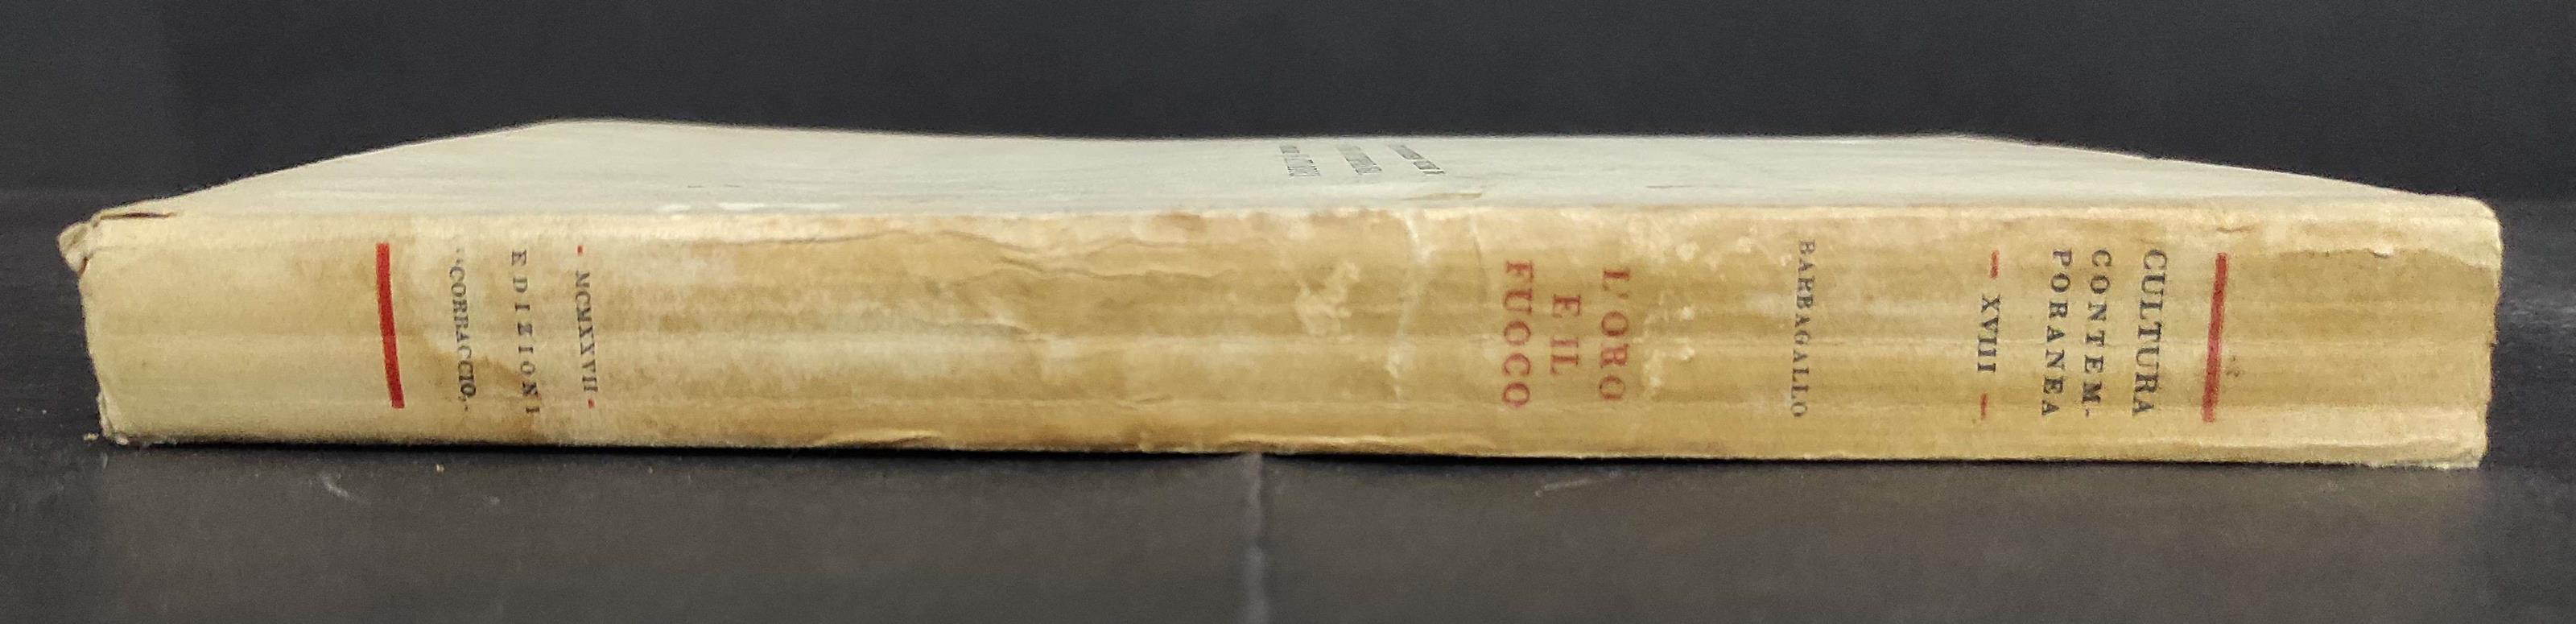 CULTURA
CONTEM-
PORANEA
— XVIII —
BARBAGALLO
L'ORO
E IL
FUOCO
- MCMXXVII -
EDIZIONI
"CORBACCIO„